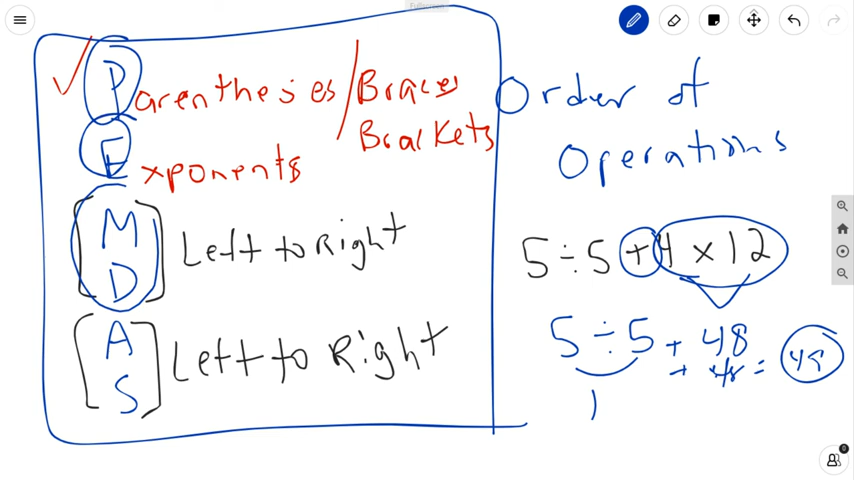 Parentheses/Braces
Brackets
Exponents
M
D
Left to Right
A
S
Left to Right
Order of
Operations
5÷5+4×12
5÷5+48
1 + 48 = 49